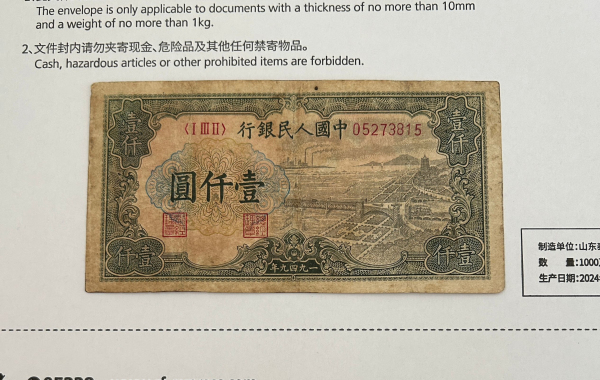 The envelope is only applicable to documents with a thickness of no more than 10mm
and a weight of no more than 1kg.
2、文件封内请勿夹寄现金、危险品及其他任何禁寄物品。
Cash, hazardous articles or other prohibited items are forbidden.
壹仟
〈I III II〉
行銀民人國中
05273815
壹仟
圓仟壹
仟壹
年九四九一
壹仟
制造单位:山东
数 量:1000
生产日期:2024